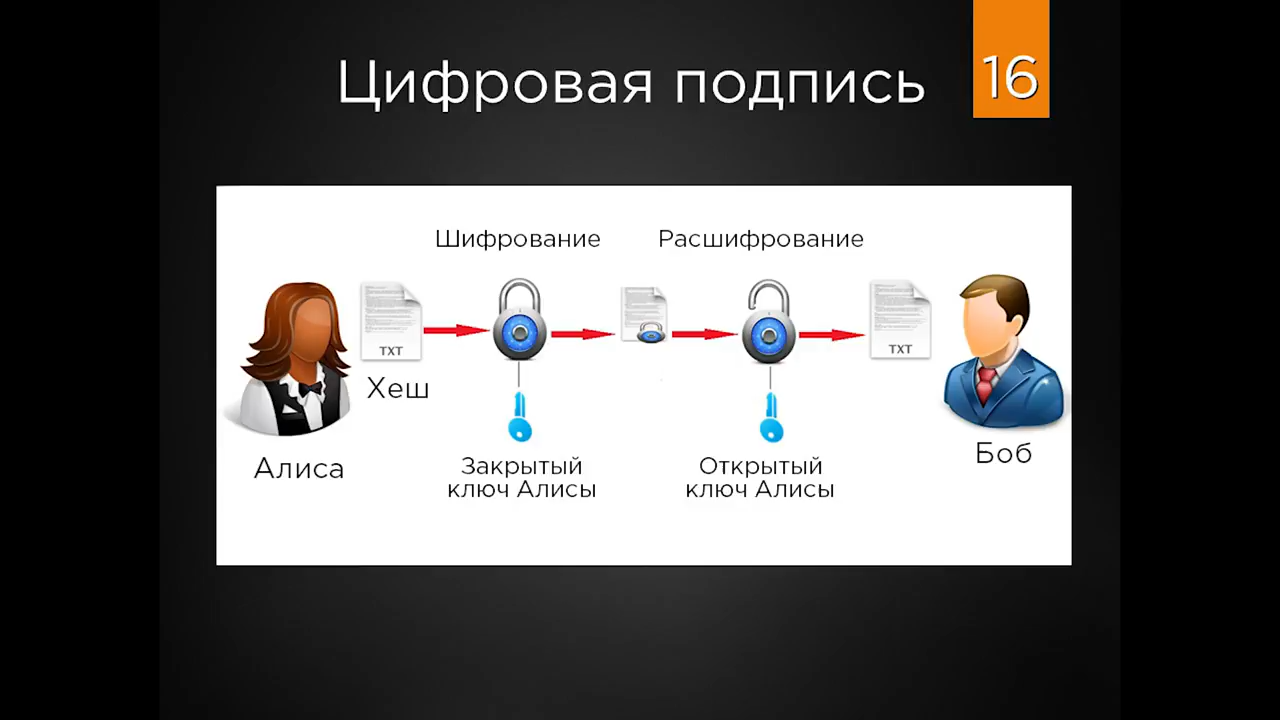 Цифровая подпись
16
Шифрование
Расшифрование
TXT
TXT
Хеш
Алиса
Закрытый
ключ Алисы
Открытый
ключ Алисы
Боб